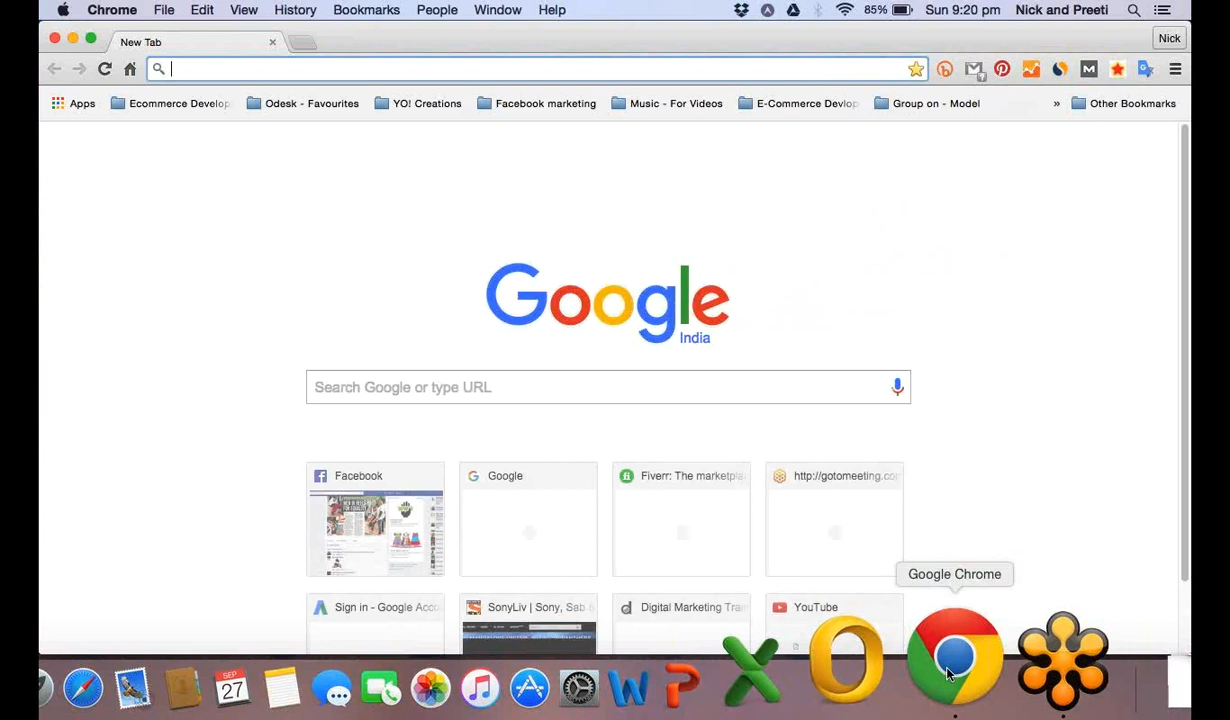 Chrome File Edit View History Bookmarks People Window Help 85% Sun 9:20 pm Nick and Preeti
New Tab Nick
Apps Ecommerce Develop Odesk - Favourites YO! Creations Facebook marketing Music - For Videos E-Commerce Devlop Group on - Model » Other Bookmarks
Google
India
Search Google or type URL
Facebook Google Fiverr: The marketpla http://gotomeeting.com
Google Chrome
Sign in - Google Acco SonyLiv | Sony, Sab & Digital Marketing Tra YouTube
SEP
27